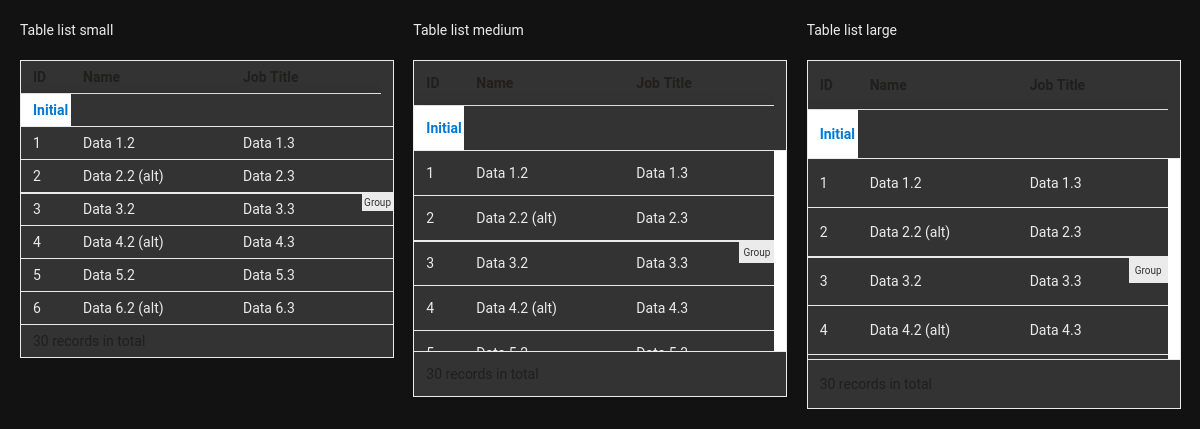 Table list small
ID Name Job Title
Initial
1 Data 1.2 Data 1.3
2 Data 2.2 (alt) Data 2.3
Group
3 Data 3.2 Data 3.3
4 Data 4.2 (alt) Data 4.3
5 Data 5.2 Data 5.3
6 Data 6.2 (alt) Data 6.3
30 records in total
Table list medium
ID Name Job Title
Initial
1 Data 1.2 Data 1.3
2 Data 2.2 (alt) Data 2.3
Group
3 Data 3.2 Data 3.3
4 Data 4.2 (alt) Data 4.3
5 Data 5.2 Data 5.3
30 records in total
Table list large
ID Name Job Title
Initial
1 Data 1.2 Data 1.3
2 Data 2.2 (alt) Data 2.3
Group
3 Data 3.2 Data 3.3
4 Data 4.2 (alt) Data 4.3
30 records in total